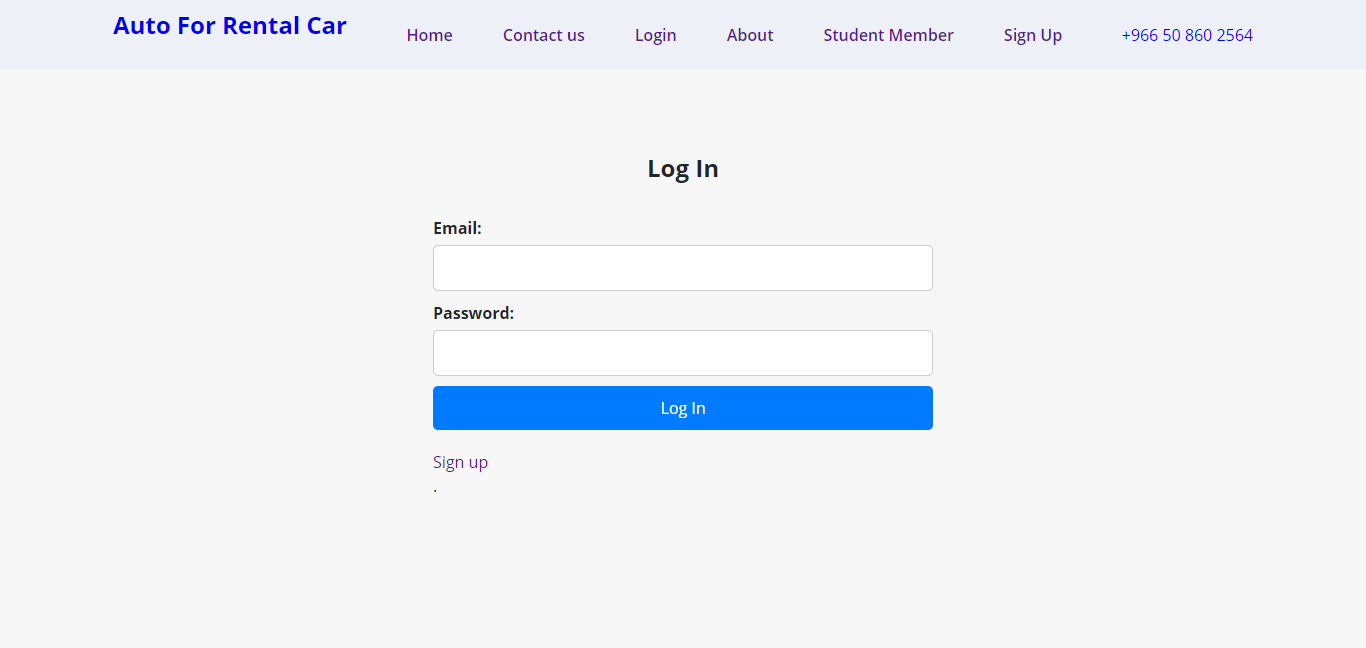 Auto For Rental Car
Home Contact us Login About Student Member Sign Up +966 50 860 2564
Log In
Email:
Password:
Log In
Sign up
.